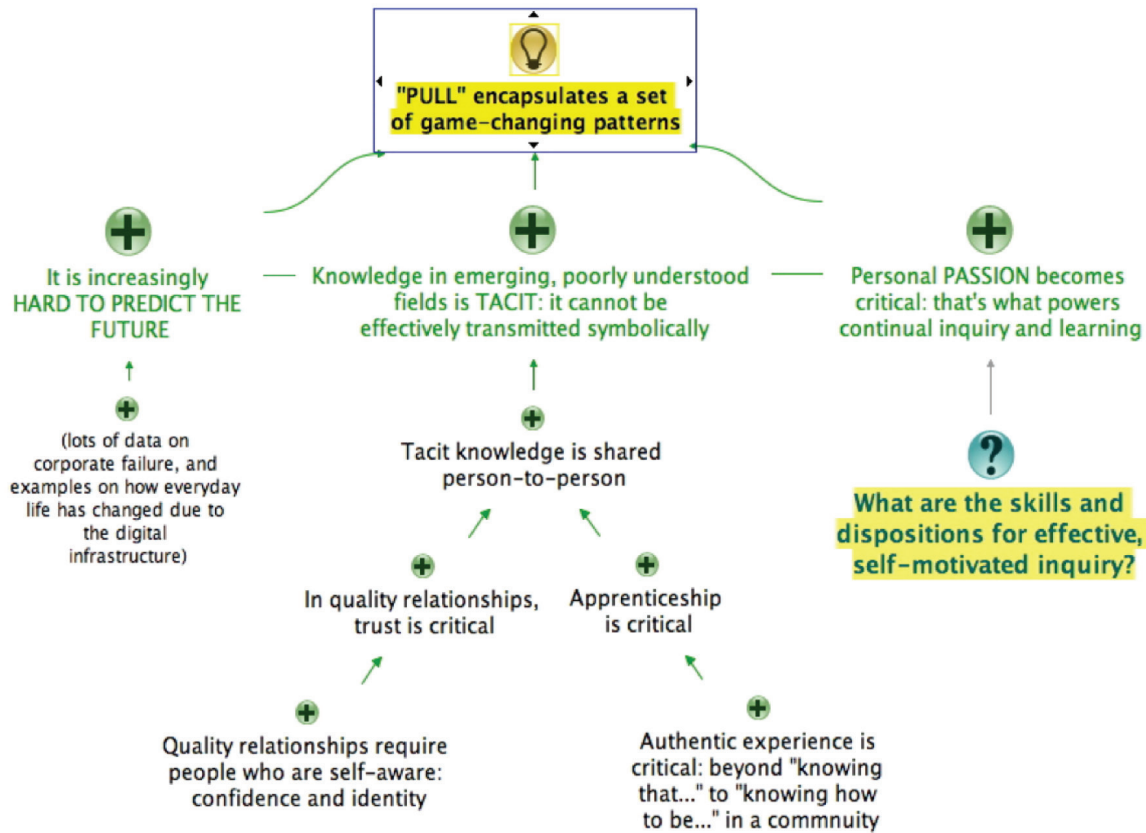 "PULL" encapsulates a set
of game-changing patterns
It is increasingly
HARD TO PREDICT THE
FUTURE
Knowledge in emerging, poorly understood
fields is TACIT: it cannot be
effectively transmitted symbolically
Personal PASSION becomes
critical: that's what powers
continual inquiry and learning
(lots of data on
corporate failure, and
examples on how everyday
life has changed due to
the digital
infrastructure)
Tacit knowledge is shared
person-to-person
?
What are the skills and
dispositions for effective,
self-motivated inquiry?
In quality relationships,
trust is critical
Apprenticeship
is critical
Quality relationships require
people who are self-aware:
confidence and identity
Authentic experience is
critical: beyond "knowing
that..." to "knowing how
to be..." in a commnuity